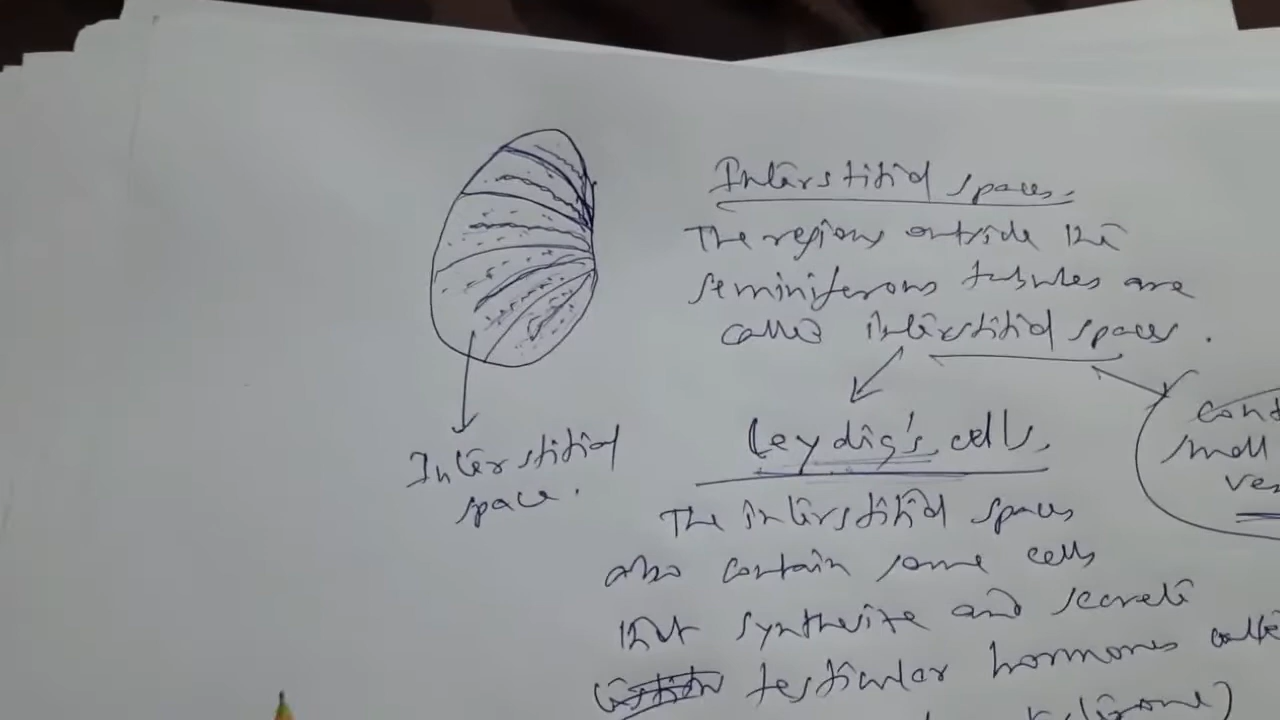 Interstitial spaces.
The regions outside the
seminiferous tubules are
called interstitial spaces.
Interstitial
space.
Leydig's cells.
small
The interstitial spaces
also contain some cells
that synthesize and secrete
testicular hormones